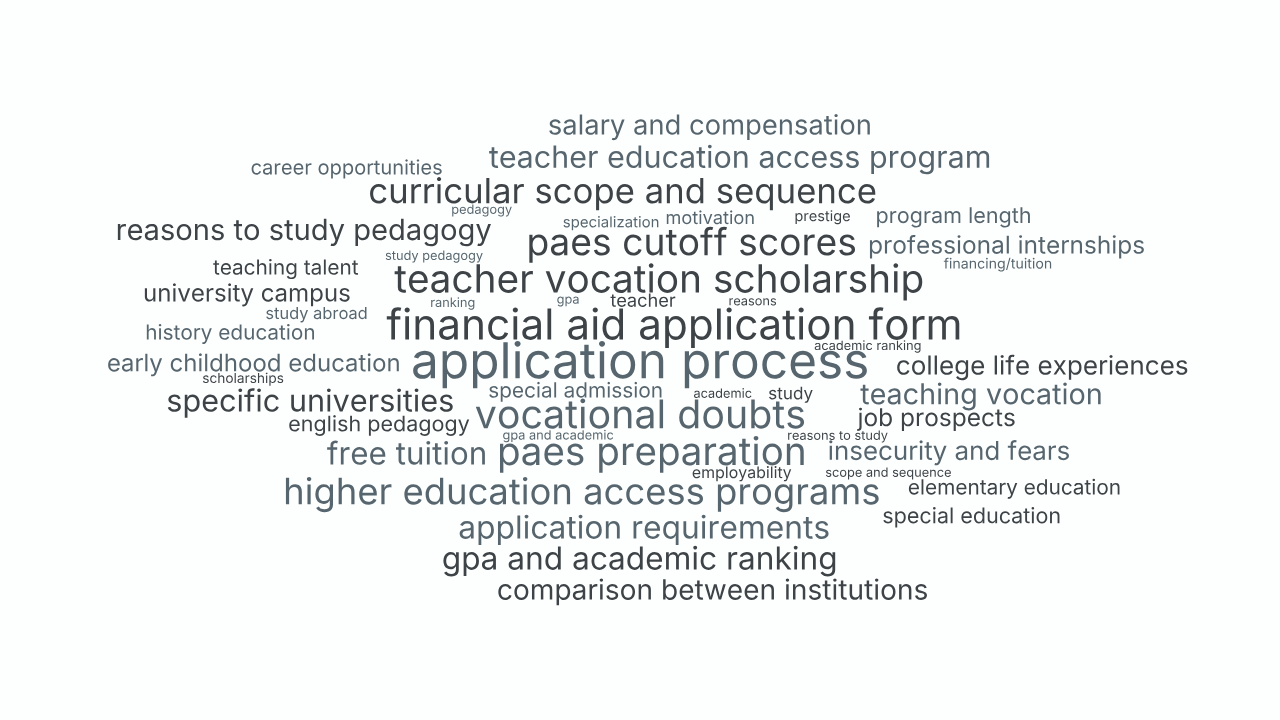 salary and compensation
teacher education access program
career opportunities
curricular scope and sequence
pedagogy
specialization
motivation
prestige
program length
reasons to study pedagogy
paes cutoff scores
professional internships
study pedagogy
financing/tuition
teaching talent
teacher vocation scholarship
university campus
ranking
gpa
teacher
reasons
study abroad
history education
financial aid application form
academic ranking
early childhood education
application process
college life experiences
scholarships
special admission
academic
study
teaching vocation
specific universities
vocational doubts
job prospects
english pedagogy
gpa and academic
reasons to study
free tuition
paes preparation
insecurity and fears
employability
scope and sequence
higher education access programs
elementary education
special education
application requirements
gpa and academic ranking
comparison between institutions